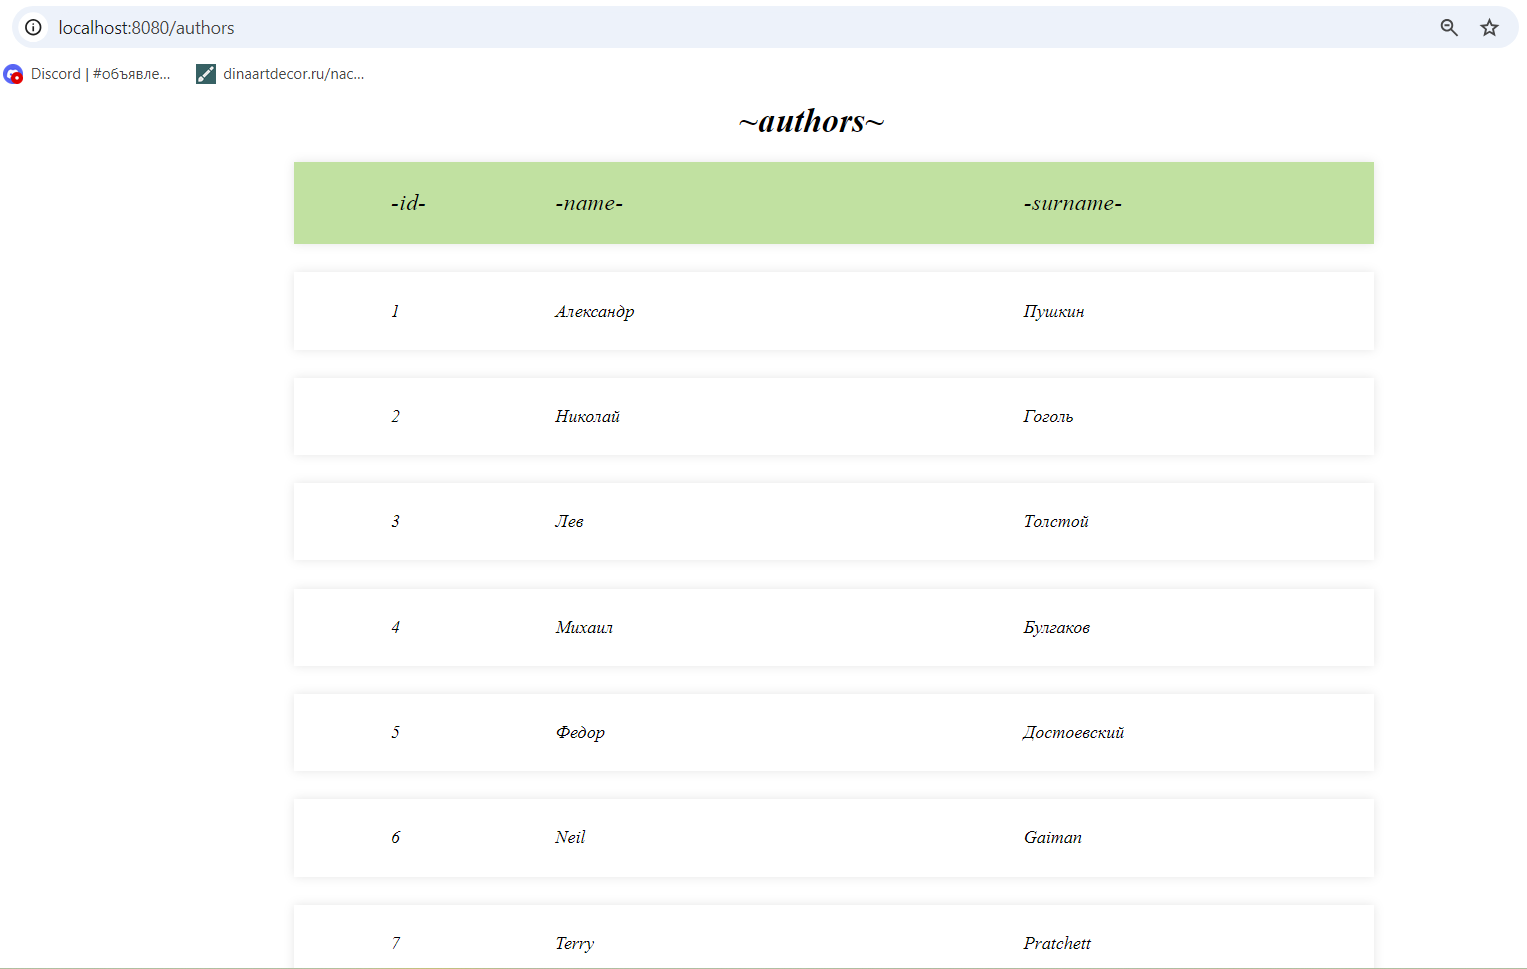 localhost:8080/authors
Discord | #объявле... dinaartdecor.ru/nac...
~authors~
-id- -name- -surname-
1 Александр Пушкин
2 Николай Гоголь
3 Лев Толстой
4 Михаил Булгаков
5 Федор Достоевский
6 Neil Gaiman
7 Terry Pratchett